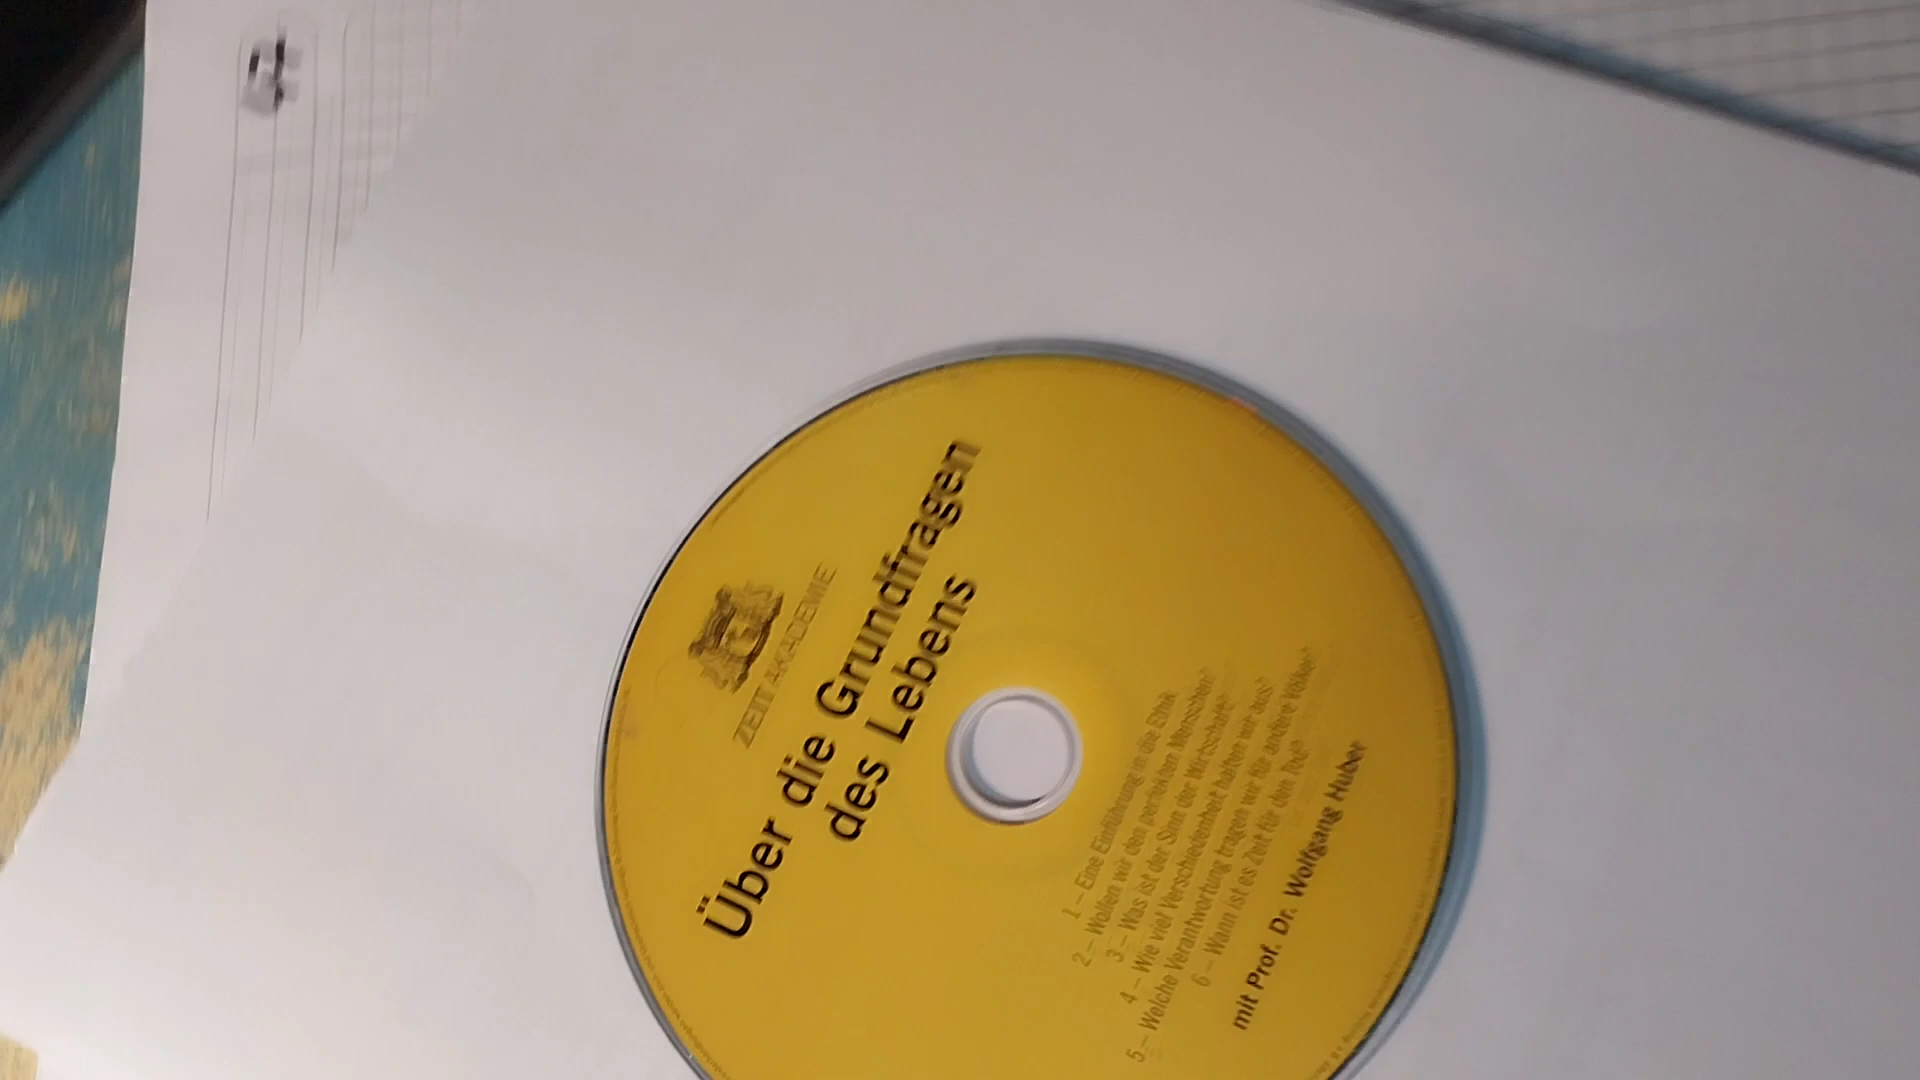 ZEIT AKADEMIE
Über die Grundfragen
des Lebens
1 – Eine Einführung in die Ethik
2 – Wollen wir den perfekten Menschen?
3 – Was ist der Sinn der Wirtschaft?
4 – Wie viel Verschiedenheit halten wir aus?
5 – Welche Verantwortung tragen wir für andere Völker?
6 – Wann ist es Zeit für den Tod?
mit Prof. Dr. Wolfgang Huber